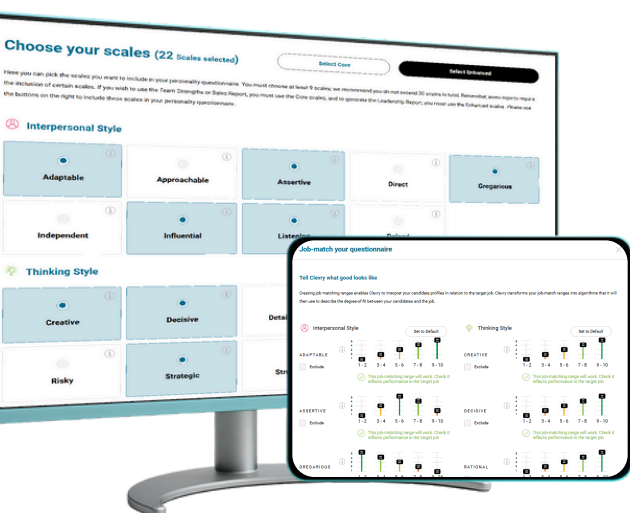 Choose your scales (22 Scales selected)
Select Core
Select Enhanced
Here you can pick the scales you want to include in your personality questionnaire. You must choose at least 9 scales; we recommend you do not exceed 20 scales in total. Remember, some reports require
the inclusion of certain scales. If you wish to use the Team Strengths or Sales Report, you must use the Core scales, and to generate the Leadership Report, you must use the Enhanced scales. Please use
the buttons on the right to include those scales in your personality questionnaire.
Interpersonal Style
Adaptable
Approachable
Assertive
Direct
Gregarious
Independent
Influential
Thinking Style
Creative
Decisive
Risky
Strategic
Job-match your questionnaire
Tell Clevry what good looks like
Creating job matching ranges enables Clevry to interpret your candidate profiles in relation to the target job. Clevry transforms your job-match ranges into algorithms that it will
then use to describe the degree of fit between your candidates and the job.
Interpersonal Style
Set to Default
Thinking Style
Set to Default
ADAPTABLE
Exclude
1 - 2 3 - 4 5 - 6 7 - 8 9 - 10
This job-matching range will work. Check it
reflects performance in the target job
CREATIVE
Exclude
1 - 2 3 - 4 5 - 6 7 - 8 9 - 10
This job-matching range will work. Check it
reflects performance in the target job
ASSERTIVE
Exclude
1 - 2 3 - 4 5 - 6 7 - 8 9 - 10
This job-matching range will work. Check it
reflects performance in the target job
DECISIVE
Exclude
1 - 2 3 - 4 5 - 6 7 - 8 9 - 10
This job-matching range will work. Check it
reflects performance in the target job
GREGARIOUS
RATIONAL